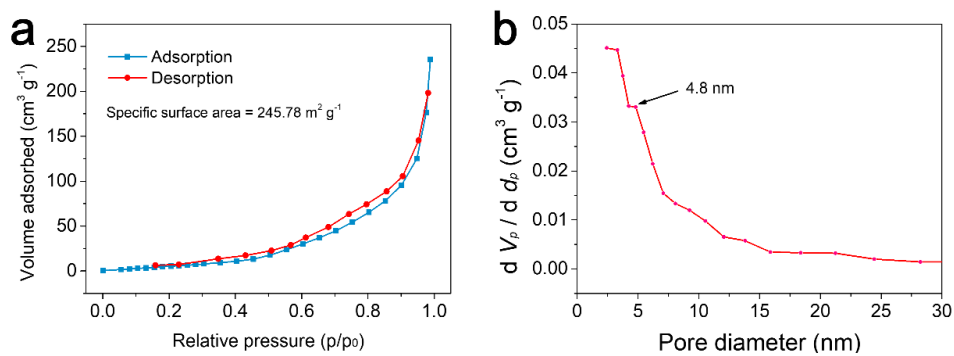 a
250
200
150
100
50
0
Volume adsorbed (cm³ g⁻¹)
Adsorption
Desorption
Specific surface area = 245.78 m² g⁻¹
0.0 0.2 0.4 0.6 0.8 1.0
Relative pressure (p/p₀)
b
0.05
0.04
0.03
0.02
0.01
0.00
d Vₚ / d dₚ (cm³ g⁻¹)
4.8 nm
0 5 10 15 20 25 30
Pore diameter (nm)